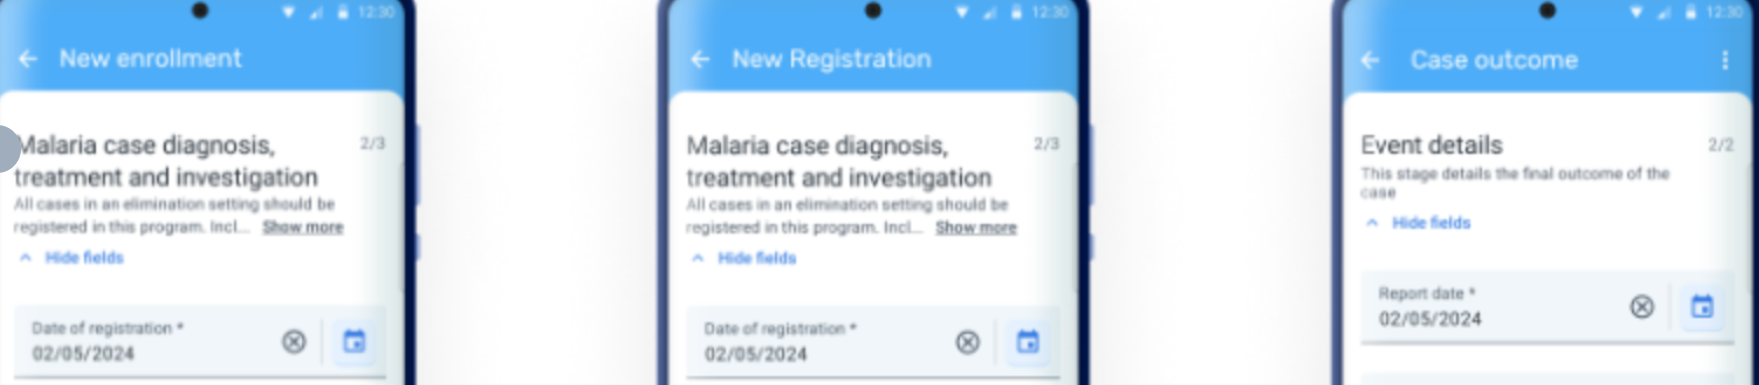 12:30
New enrollment
Malaria case diagnosis,
2/3
treatment and investigation
All cases in an elimination setting should be
registered in this program. Incl... Show more
Hide fields
Date of registration *
02/05/2024
12:30
New Registration
Malaria case diagnosis,
2/3
treatment and investigation
All cases in an elimination setting should be
registered in this program. Incl... Show more
Hide fields
Date of registration *
02/05/2024
12:30
Case outcome
Event details
2/2
This stage details the final outcome of the
case
Hide fields
Report date *
02/05/2024